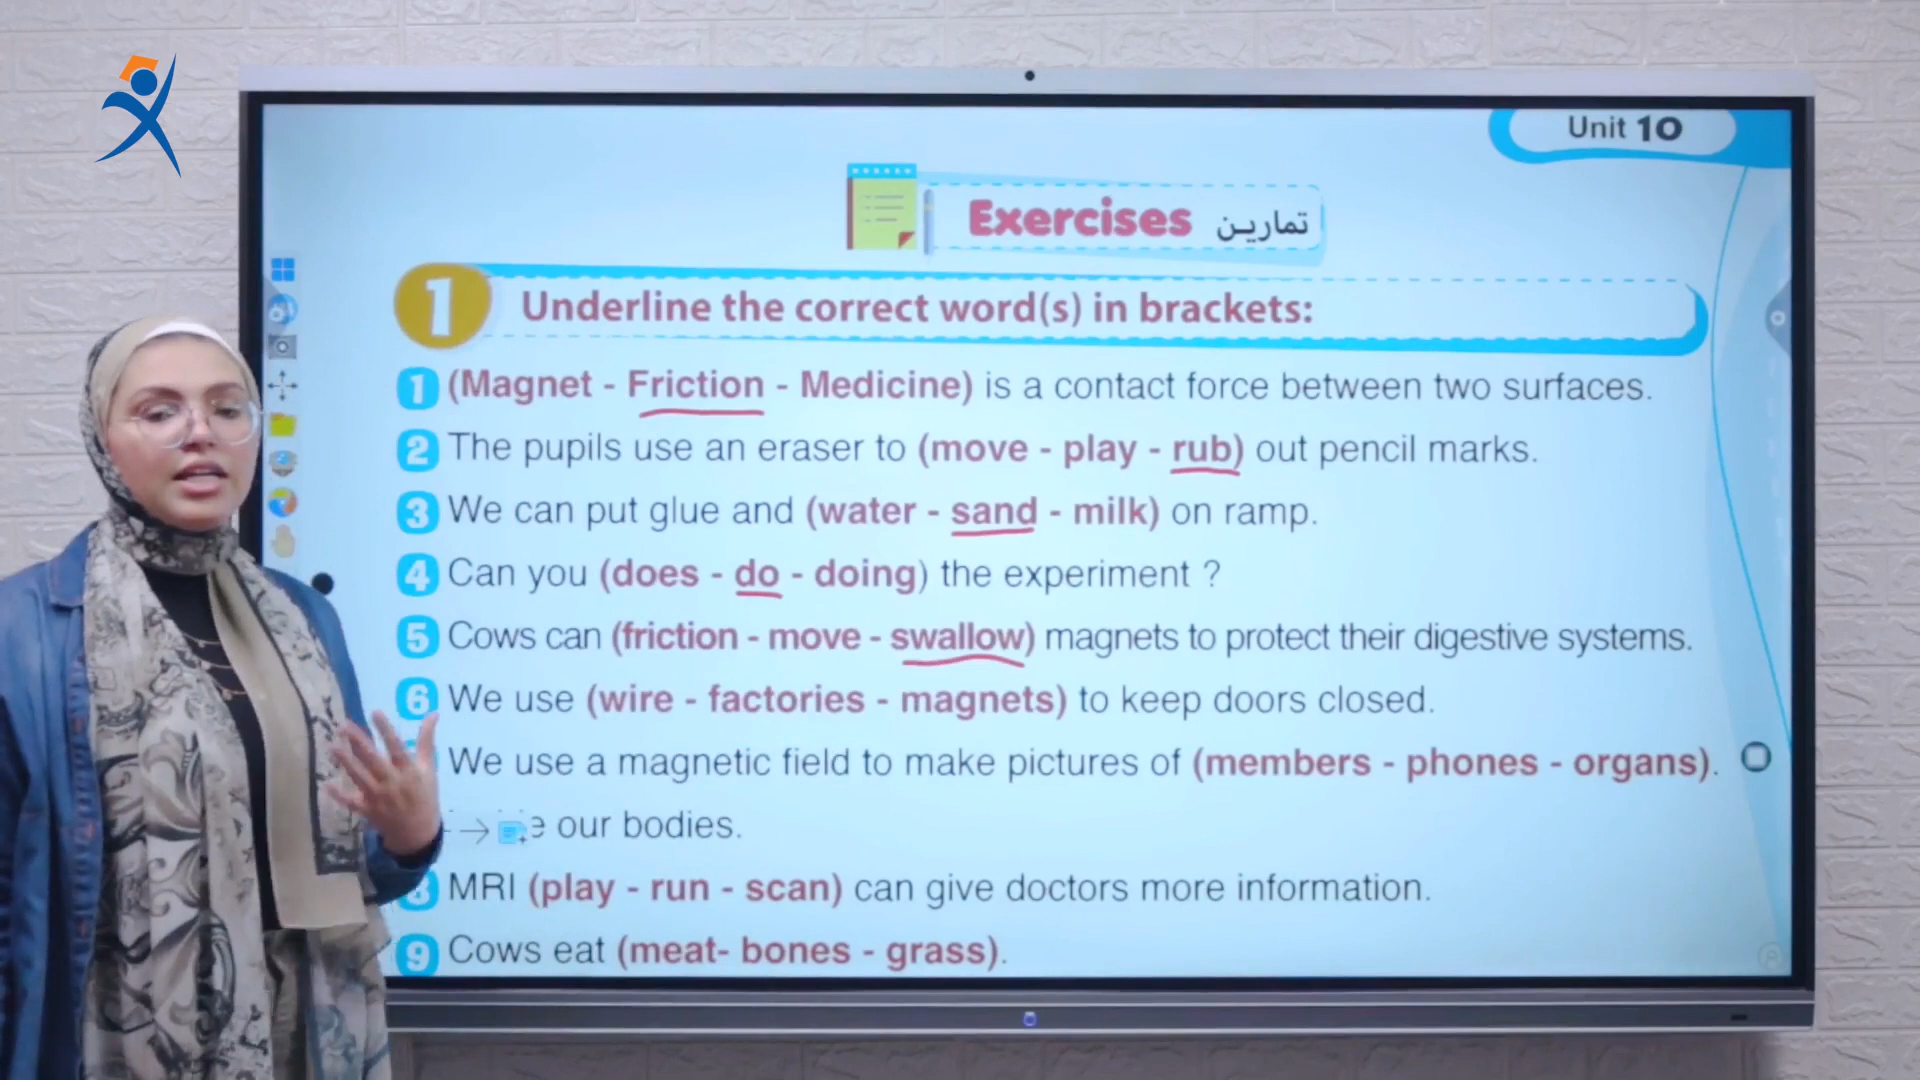 Unit 10
Exercises تمارين
1 Underline the correct word(s) in brackets:
1 (Magnet - Friction - Medicine) is a contact force between two surfaces.
2 The pupils use an eraser to (move - play - rub) out pencil marks.
3 We can put glue and (water - sand - milk) on ramp.
4 Can you (does - do - doing) the experiment ?
5 Cows can (friction - move - swallow) magnets to protect their digestive systems.
6 We use (wire - factories - magnets) to keep doors closed.
We use a magnetic field to make pictures of (members - phones - organs).
our bodies.
8 MRI (play - run - scan) can give doctors more information.
9 Cows eat (meat- bones - grass).